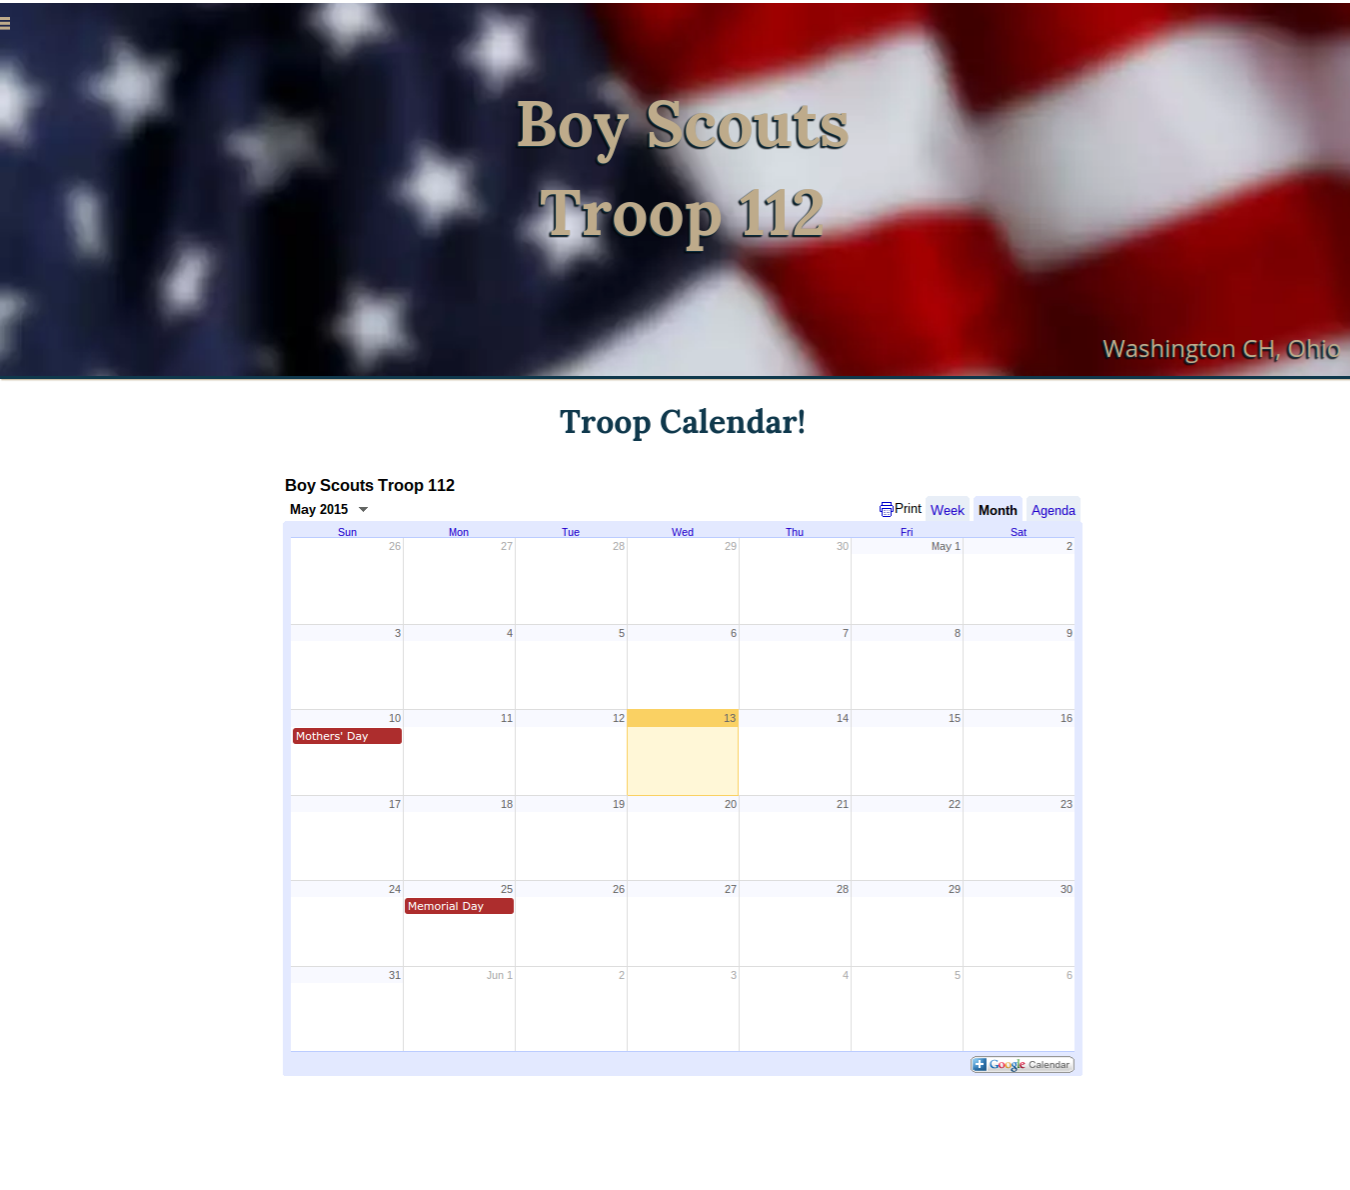 Boy Scouts
Troop 112
Washington CH, Ohio
Troop Calendar!
Boy Scouts Troop 112
May 2015 Print Week Month Agenda
Sun Mon Tue Wed Thu Fri Sat
26 27 28 29 30 May 1 2
3 4 5 6 7 8 9
10 11 12 13 14 15 16
Mothers' Day
17 18 19 20 21 22 23
24 25 26 27 28 29 30
Memorial Day
31 Jun 1 2 3 4 5 6
Google Calendar